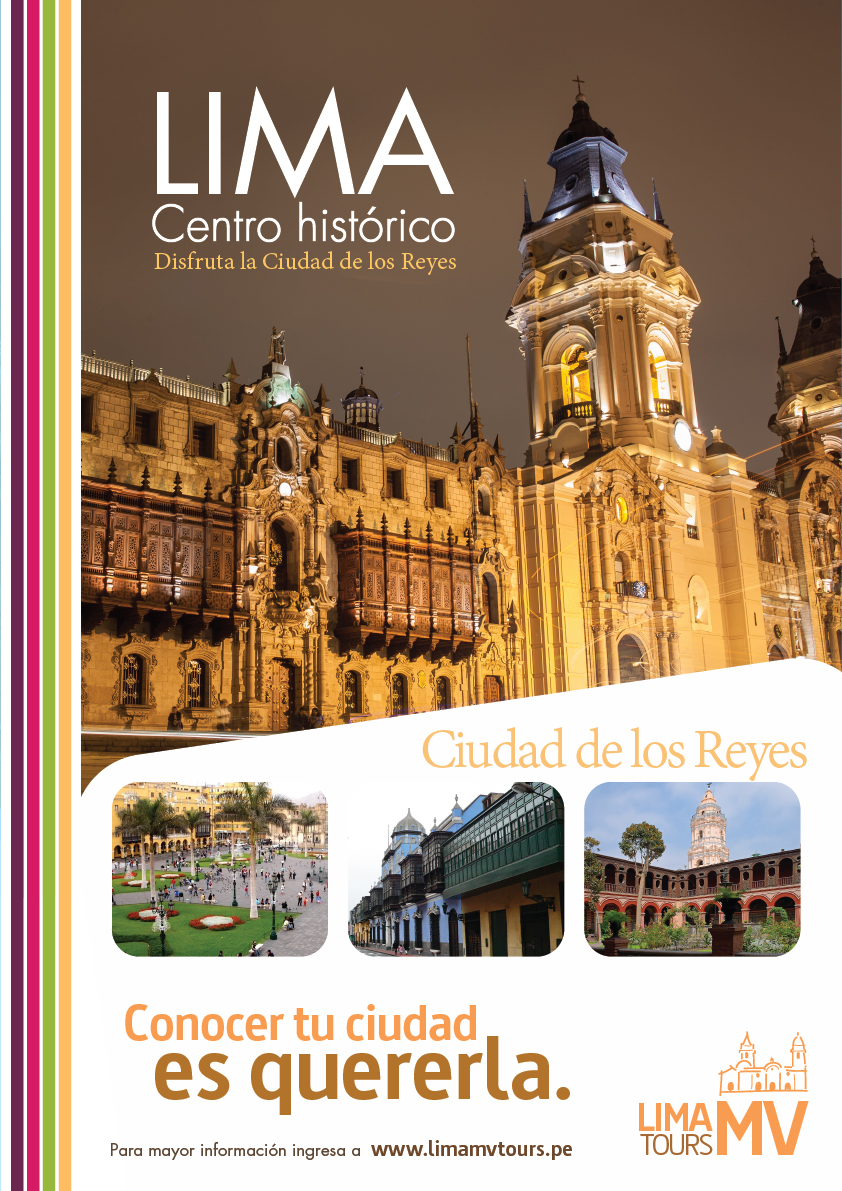 LIMA
Centro histórico
Disfruta la Ciudad de los Reyes
Ciudad de los Reyes
Conocer tu ciudad
es quererla.
Para mayor información ingresa a www.limamvtours.pe
LIMA
TOURS
MV